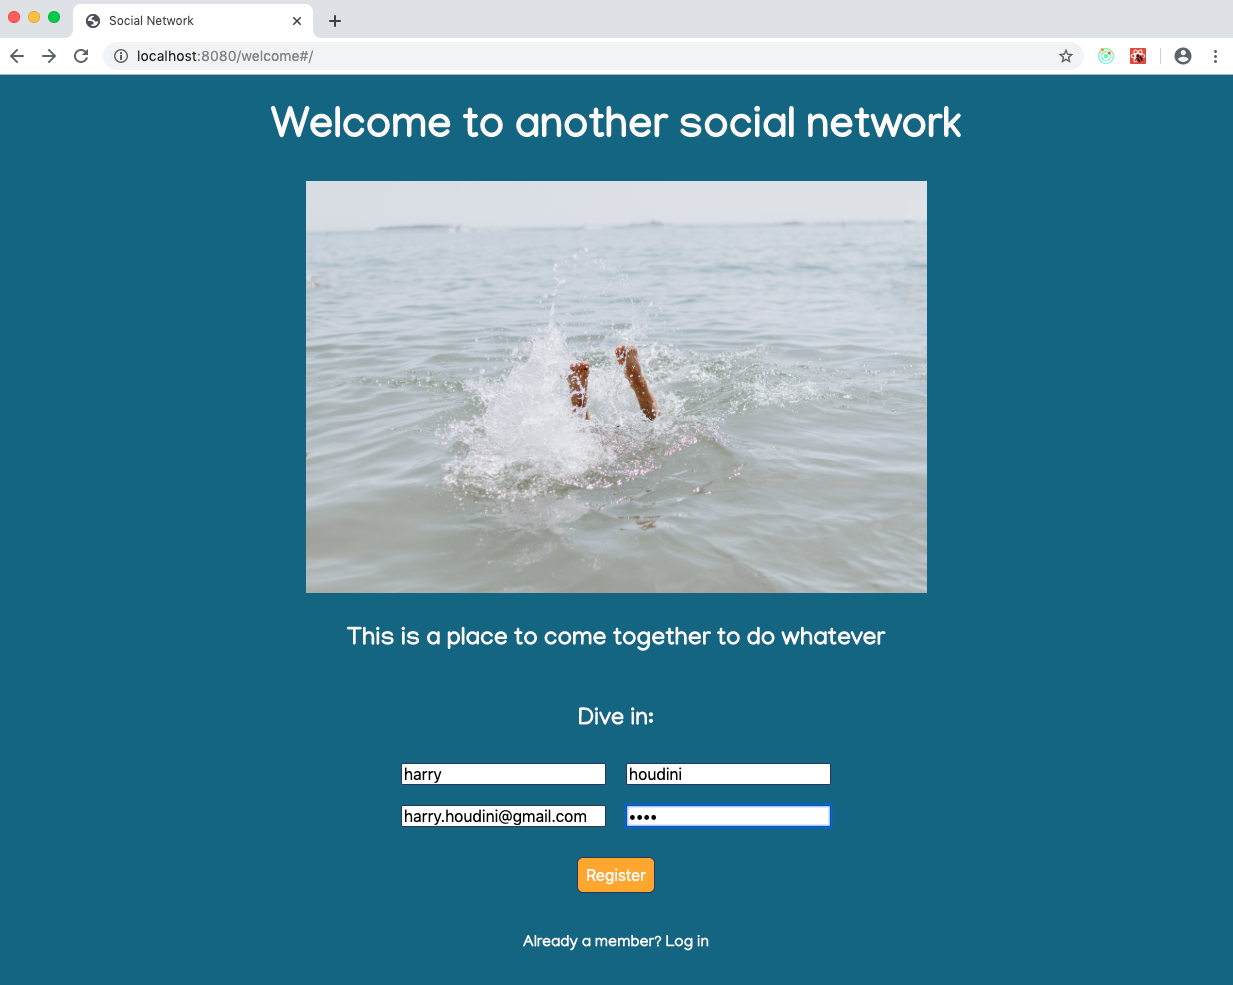 Social Network
localhost:8080/welcome#/
Welcome to another social network
This is a place to come together to do whatever
Dive in:
harry houdini
harry.houdini@gmail.com ••••
Register
Already a member? Log in